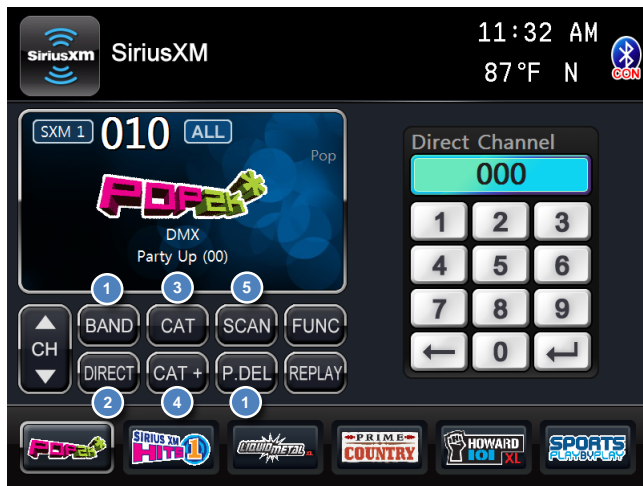 SiriusXM
SiriusXM
11:32 AM
87°F N
CON
SXM 1 010 ALL
Pop
POP2K
DMX
Party Up (00)
Direct Channel
000
1 2 3
4 5 6
7 8 9
← 0 ↵
1 3 5
CH
BAND CAT SCAN FUNC
DIRECT CAT + P.DEL REPLAY
2 4 1
POP2K
SIRIUS XM HITS 1
LIQUID METAL XL
PRIME COUNTRY
HOWARD 101 XL
SPORTS PLAY BY PLAY